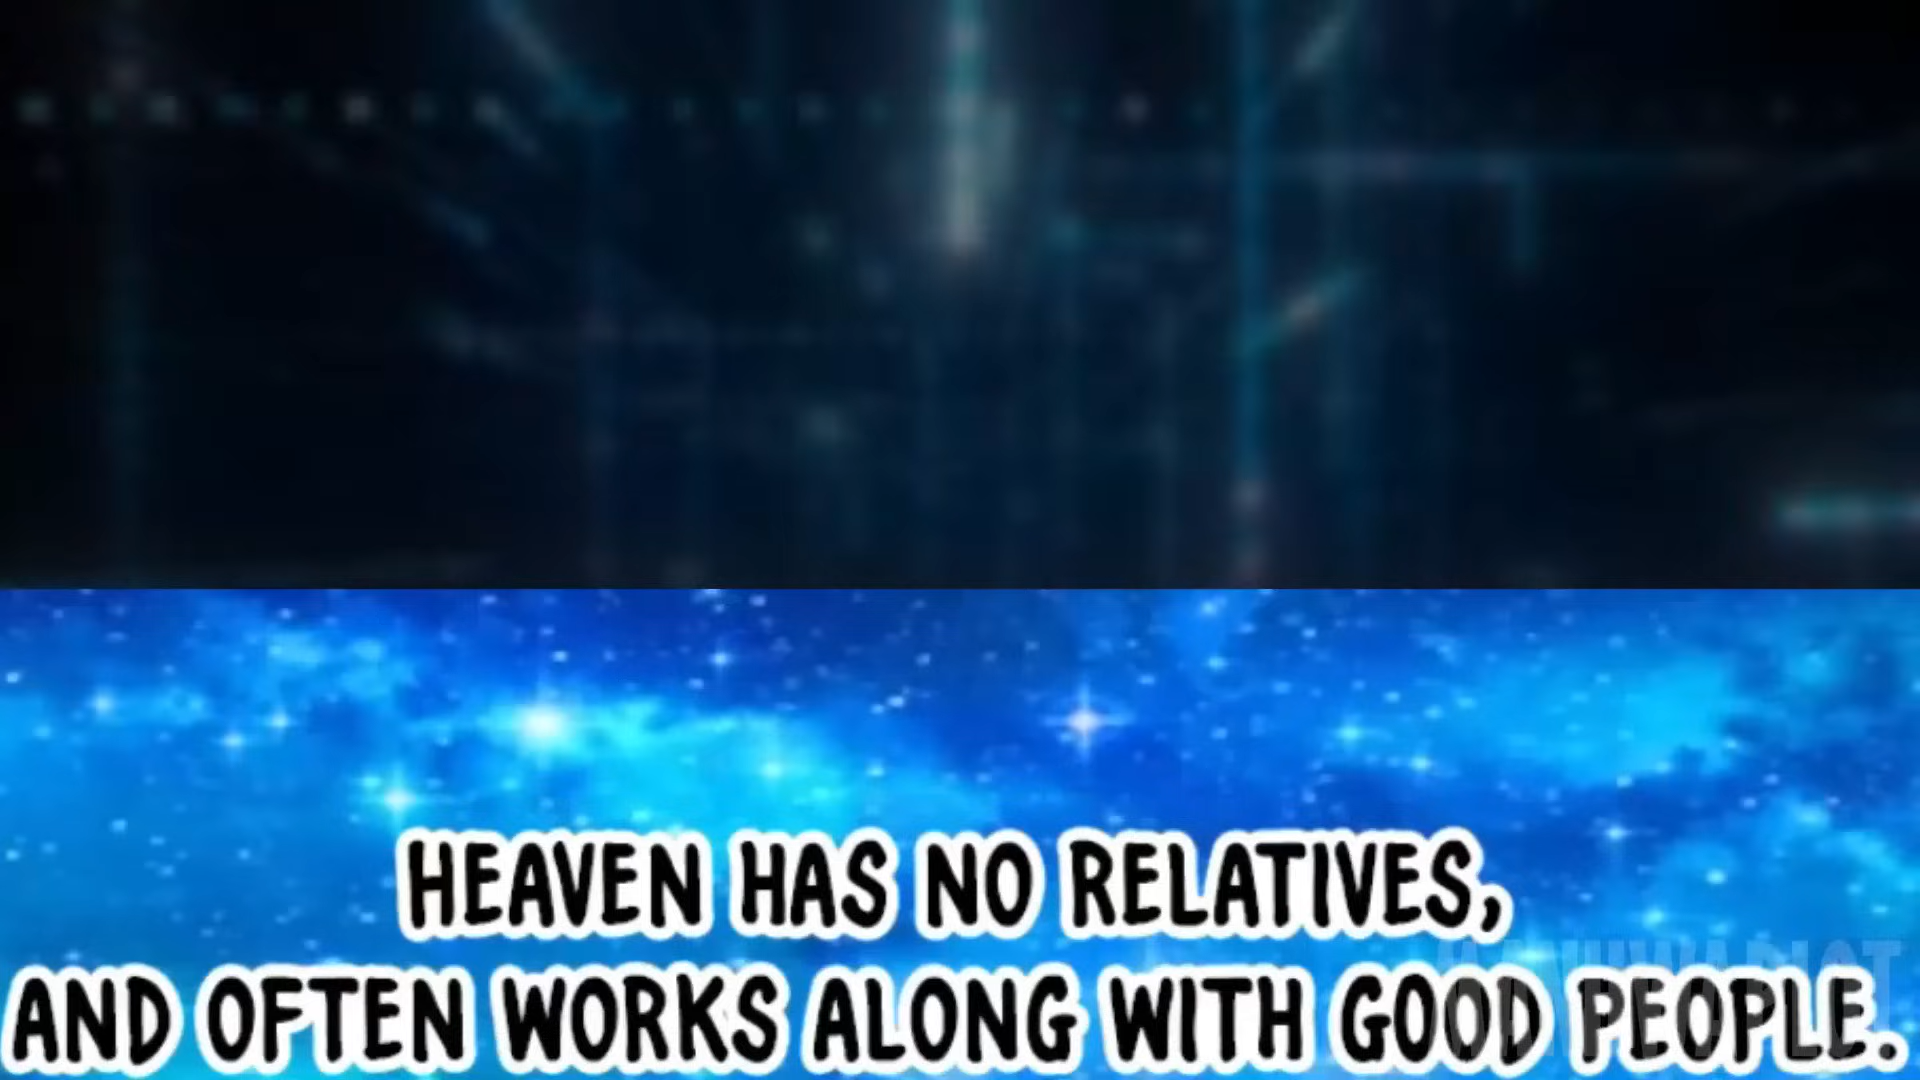 HEAVEN HAS NO RELATIVES,
AND OFTEN WORKS ALONG WITH GOOD PEOPLE.